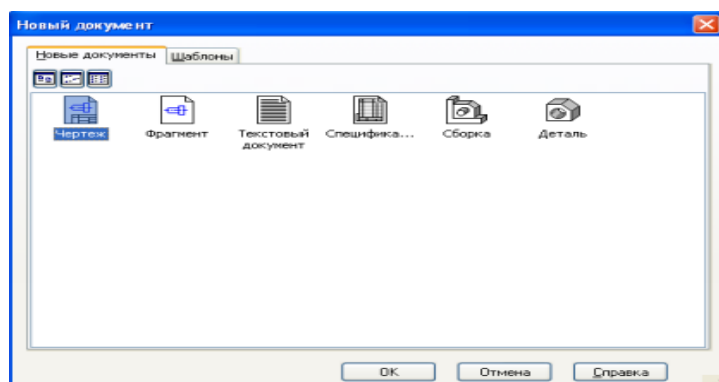 Новый документ
Новые документы Шаблоны
Чертеж Фрагмент Текстовый документ Специфика... Сборка Деталь
OK Отмена Справка